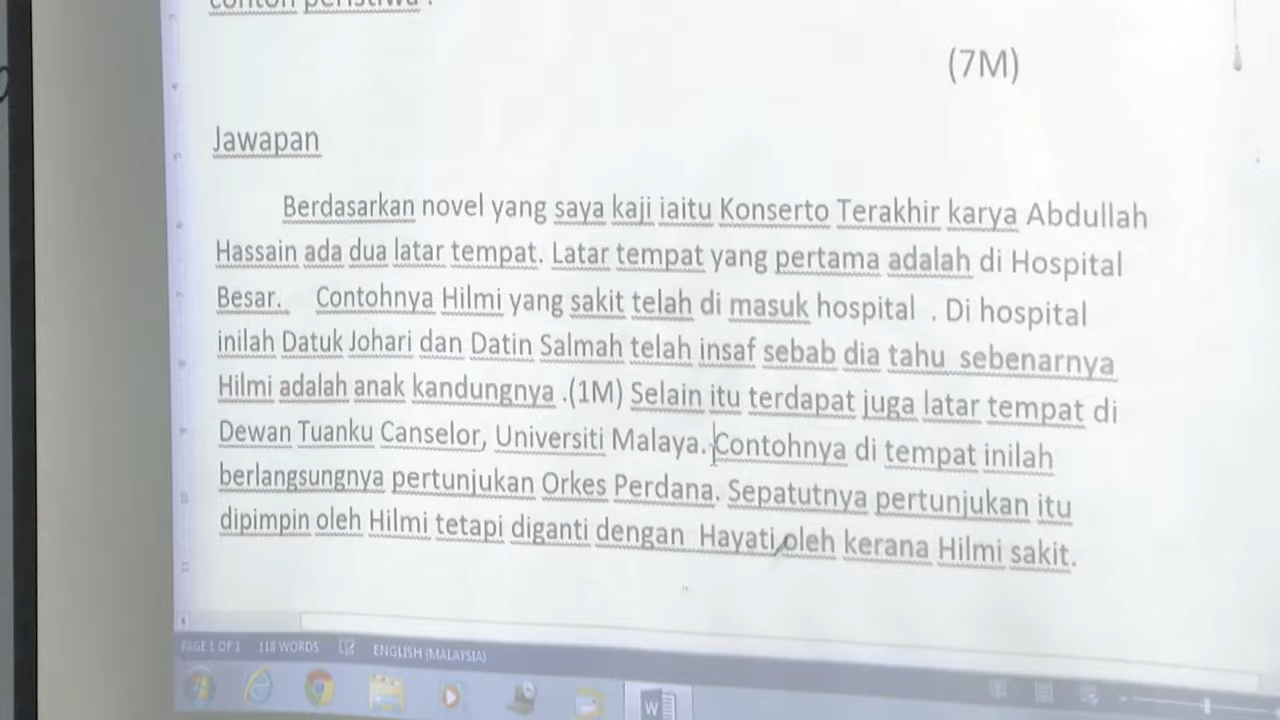 contoh peristiwa .
(7M)
Jawapan
Berdasarkan novel yang saya kaji iaitu Konserto Terakhir karya Abdullah
Hassain ada dua latar tempat. Latar tempat yang pertama adalah di Hospital
Besar. Contohnya Hilmi yang sakit telah di masuk hospital . Di hospital
inilah Datuk Johari dan Datin Salmah telah insaf sebab dia tahu sebenarnya
Hilmi adalah anak kandungnya .(1M) Selain itu terdapat juga latar tempat di
Dewan Tuanku Canselor, Universiti Malaya. Contohnya di tempat inilah
berlangsungnya pertunjukan Orkes Perdana. Sepatutnya pertunjukan itu
dipimpin oleh Hilmi tetapi diganti dengan Hayati oleh kerana Hilmi sakit.
PAGE 1 OF 1 118 WORDS ENGLISH (MALAYSIA)
W